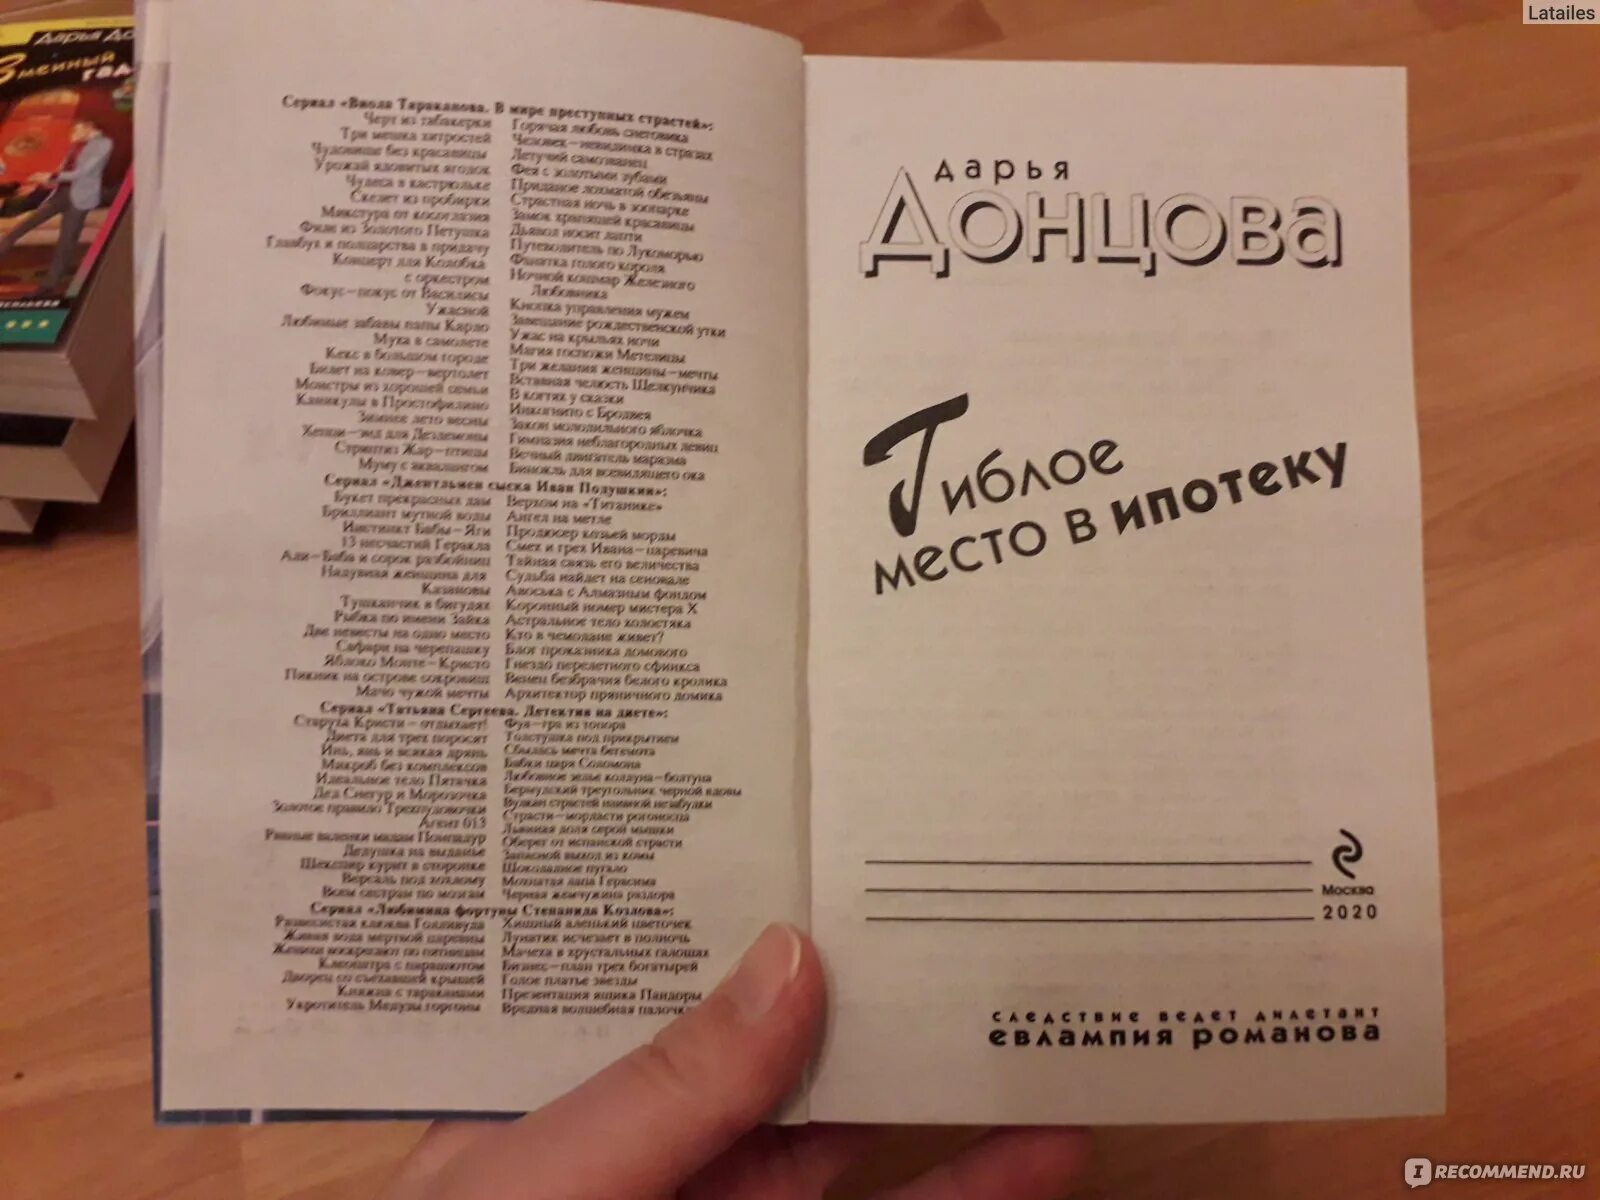 Latailes
Дарья До
Змеиный
гад
Сериал «Виола Тараканова. В мире преступных страстей»:
Черт из табакерки
Три мешка хитростей
Чудовище без красавицы
Урожай ядовитых ягодок
Чудеса в кастрюльке
Скелет из пробирки
Микстура от косоглазия
Филе из Золотого Петушка
Главбух и полцарства в придачу
Концерт для Колобка
с оркестром
Фокус-покус от Василисы
Ужасной
Любимые забавы папы Карло
Муха в самолете
Кекс в большом городе
Билет на ковер-вертолет
Монстры из хорошей семьи
Каникулы в Простофилино
Зимнее лето весны
Хеппи-энд для Дездемоны
Стриптиз Жар-птицы
Муму с аквалангом
Горячая любовь снеговика
Человек-невидимка в стразах
Летучий самозванец
Фея с золотыми зубами
Приданое лохматой обезьяны
Страстная ночь в зоопарке
Замок храпящей красавицы
Дьявол носит лапти
Путеводитель по Лукоморью
Фанатка голого короля
Ночной кошмар Железного
Любовника
Кнопка управления мужем
Завещание рождественской утки
Ужас на крыльях ночи
Магия госпожи Метелицы
Три желания женщины-мечты
Вставная челюсть Щелкунчика
В когтях у сказки
Инкогнито с Бродвея
Закон молодильного яблочка
Гимназия неблагородных девиц
Вечный двигатель маразма
Бинокль для всевидящего ока
Сериал «Джентльмен сыска Иван Подушкин»:
Букет прекрасных дам
Бриллиант мутной воды
Инстинкт Бабы-Яги
13 несчастий Геракла
Али-Баба и сорок разбойниц
Надувная женщина для
Казановы
Тушканчик в бигудях
Рыбка по имени Зайка
Две невесты на одно место
Сафари на черепашку
Яблоко Монте-Кристо
Пикник на острове сокровищ
Мачо чужой мечты
Верхом на «Титанике»
Ангел на метле
Продюсер козьей морды
Смех и грех Ивана-царевича
Тайная связь его величества
Судьба найдет на сеновале
Авоська с Алмазным фондом
Коронный номер мистера Х
Астральное тело холостяка
Кто в чемодане живет?
Блог проказника домового
Гнездо перелетного сфинкса
Венец безбрачия белого кролика
Архитектор пряничного домика
Сериал «Татьяна Сергеева. Детектив на диете»:
Старуха Кристи – отдыхает!
Диета для трех поросят
Инь, янь и всякая дрянь
Микроб без комплексов
Идеальное тело Пятачка
Дед Снегур и Морозочка
Золотое правило Трехпудовочки
Агент 013
Рваные валенки мадам Помпадур
Дедушка на выданье
Шекспир курит в сторонке
Версаль под хохлому
Всем сестрам по мозгам
Фуа-гра из топора
Толстушка под прикрытием
Сбылась мечта бегемота
Бабки царя Соломона
Любовное зелье колдуна-болтуна
Бермудский треугольник черной вдовы
Вулкан страстей наивной незабудки
Страсти-мордасти рогоносца
Львиная доля серой мышки
Оберег от испанской страсти
Запасной выход из комы
Шоколадное пугало
Мохнатая лапа Герасима
Черная жемчужина раздора
Сериал «Любимица фортуны Степанида Козлова»:
Развесистая клюква Голливуда
Живая вода мертвой царевны
Женихи воскресают по пятницам
Клеопатра с парашютом
Дворец со съехавшей крышей
Княжна с тараканами
Укротитель Медузы горгоны
Хищный аленький цветочек
Лунатик исчезает в полночь
Мачеха в хрустальных галошах
Бизнес-план трех богатырей
Голое платье звезды
Презентация ящика Пандоры
Вредная волшебная палочка
Дарья
Донцова
Гиблое
место в ипотеку
Москва
2020
следствие ведет дилетант
Евлампия Романова
IRECOMMEND.RU